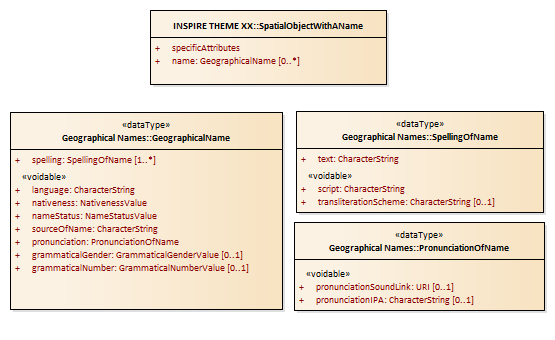 INSPIRE THEME XX::SpatialObjectWithAName
+ specificAttributes
+ name: GeographicalName [0..*]
«dataType»
Geographical Names::GeographicalName
+ spelling: SpellingOfName [1..*]
«voidable»
+ language: CharacterString
+ nativeness: NativenessValue
+ nameStatus: NameStatusValue
+ sourceOfName: CharacterString
+ pronunciation: PronunciationOfName
+ grammaticalGender: GrammaticalGenderValue [0..1]
+ grammaticalNumber: GrammaticalNumberValue [0..1]
«dataType»
Geographical Names::SpellingOfName
+ text: CharacterString
«voidable»
+ script: CharacterString
+ transliterationScheme: CharacterString [0..1]
«dataType»
Geographical Names::PronunciationOfName
«voidable»
+ pronunciationSoundLink: URI [0..1]
+ pronunciationIPA: CharacterString [0..1]